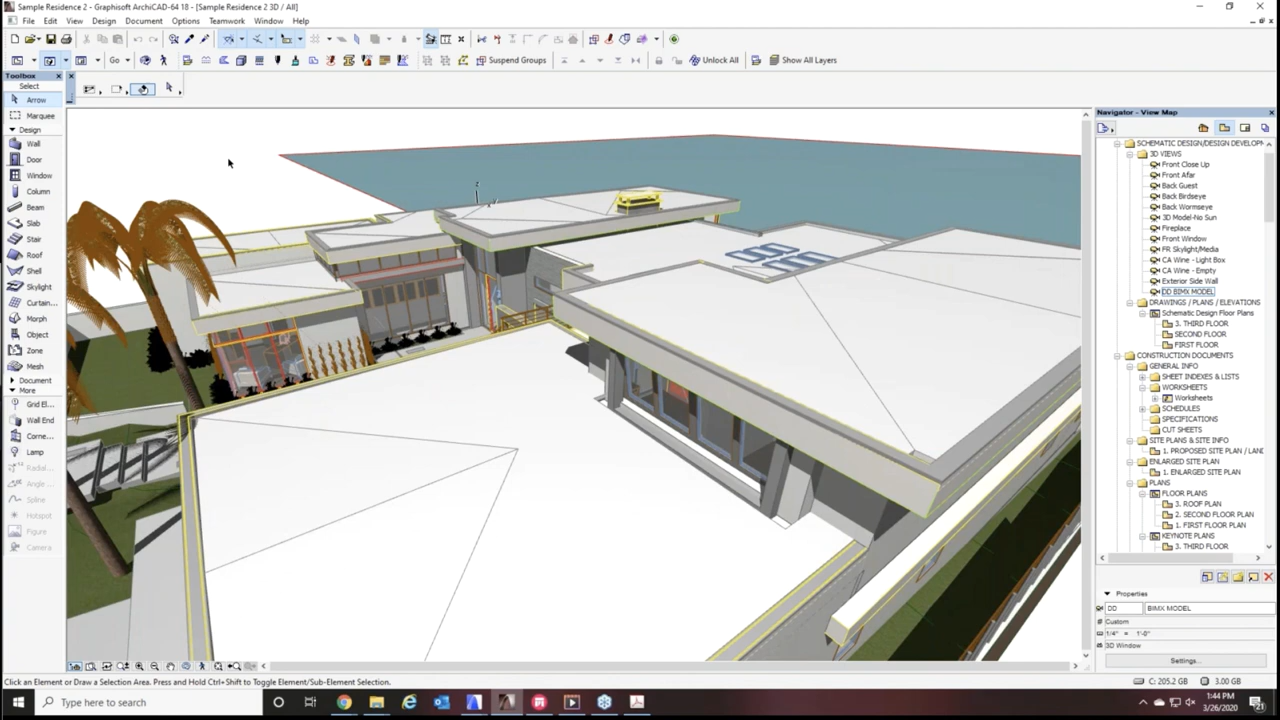 Sample Residence 2 - Graphisoft ArchiCAD-64 18 - [Sample Residence 2 3D / All]
File Edit View Design Document Options Teamwork Window Help
Go
Suspend Groups
Unlock All
Show All Layers
Toolbox
Select
Arrow
Marquee
Design
Wall
Door
Window
Column
Beam
Slab
Stair
Roof
Shell
Skylight
Curtain...
Morph
Object
Zone
Mesh
Document
More
Grid El...
Wall End
Corne...
Lamp
Radial...
Angle ...
Spline
Hotspot
Figure
Camera
z
Navigator - View Map
SCHEMATIC DESIGN/DESIGN DEVELOPM
3D VIEWS
Front Close Up
Front Afar
Back Guest
Back Birdseye
Back Wormseye
3D Model-No Sun
Fireplace
Front Window
FR Skylight/Media
CA Wine - Light Box
CA Wine - Empty
Exterior Side Wall
DD BIMX MODEL
DRAWINGS / PLANS / ELEVATIONS
Schematic Design Floor Plans
3. THIRD FLOOR
SECOND FLOOR
FIRST FLOOR
CONSTRUCTION DOCUMENTS
GENERAL INFO
SHEET INDEXES & LISTS
WORKSHEETS
Worksheets
SCHEDULES
SPECIFICATIONS
CUT SHEETS
SITE PLANS & SITE INFO
1. PROPOSED SITE PLAN / LAND
ENLARGED SITE PLAN
1. ENLARGED SITE PLAN
PLANS
FLOOR PLANS
3. ROOF PLAN
2. SECOND FLOOR PLAN
1. FIRST FLOOR PLAN
KEYNOTE PLANS
3. THIRD FLOOR
Properties
DD BIMX MODEL
Custom
1/4" = 1'-0"
3D Window
Settings...
Click an Element or Draw a Selection Area. Press and Hold Ctrl+Shift to Toggle Element/Sub-Element Selection.
C: 205.2 GB 3.00 GB
Type here to search
1:44 PM
3/26/2020
21